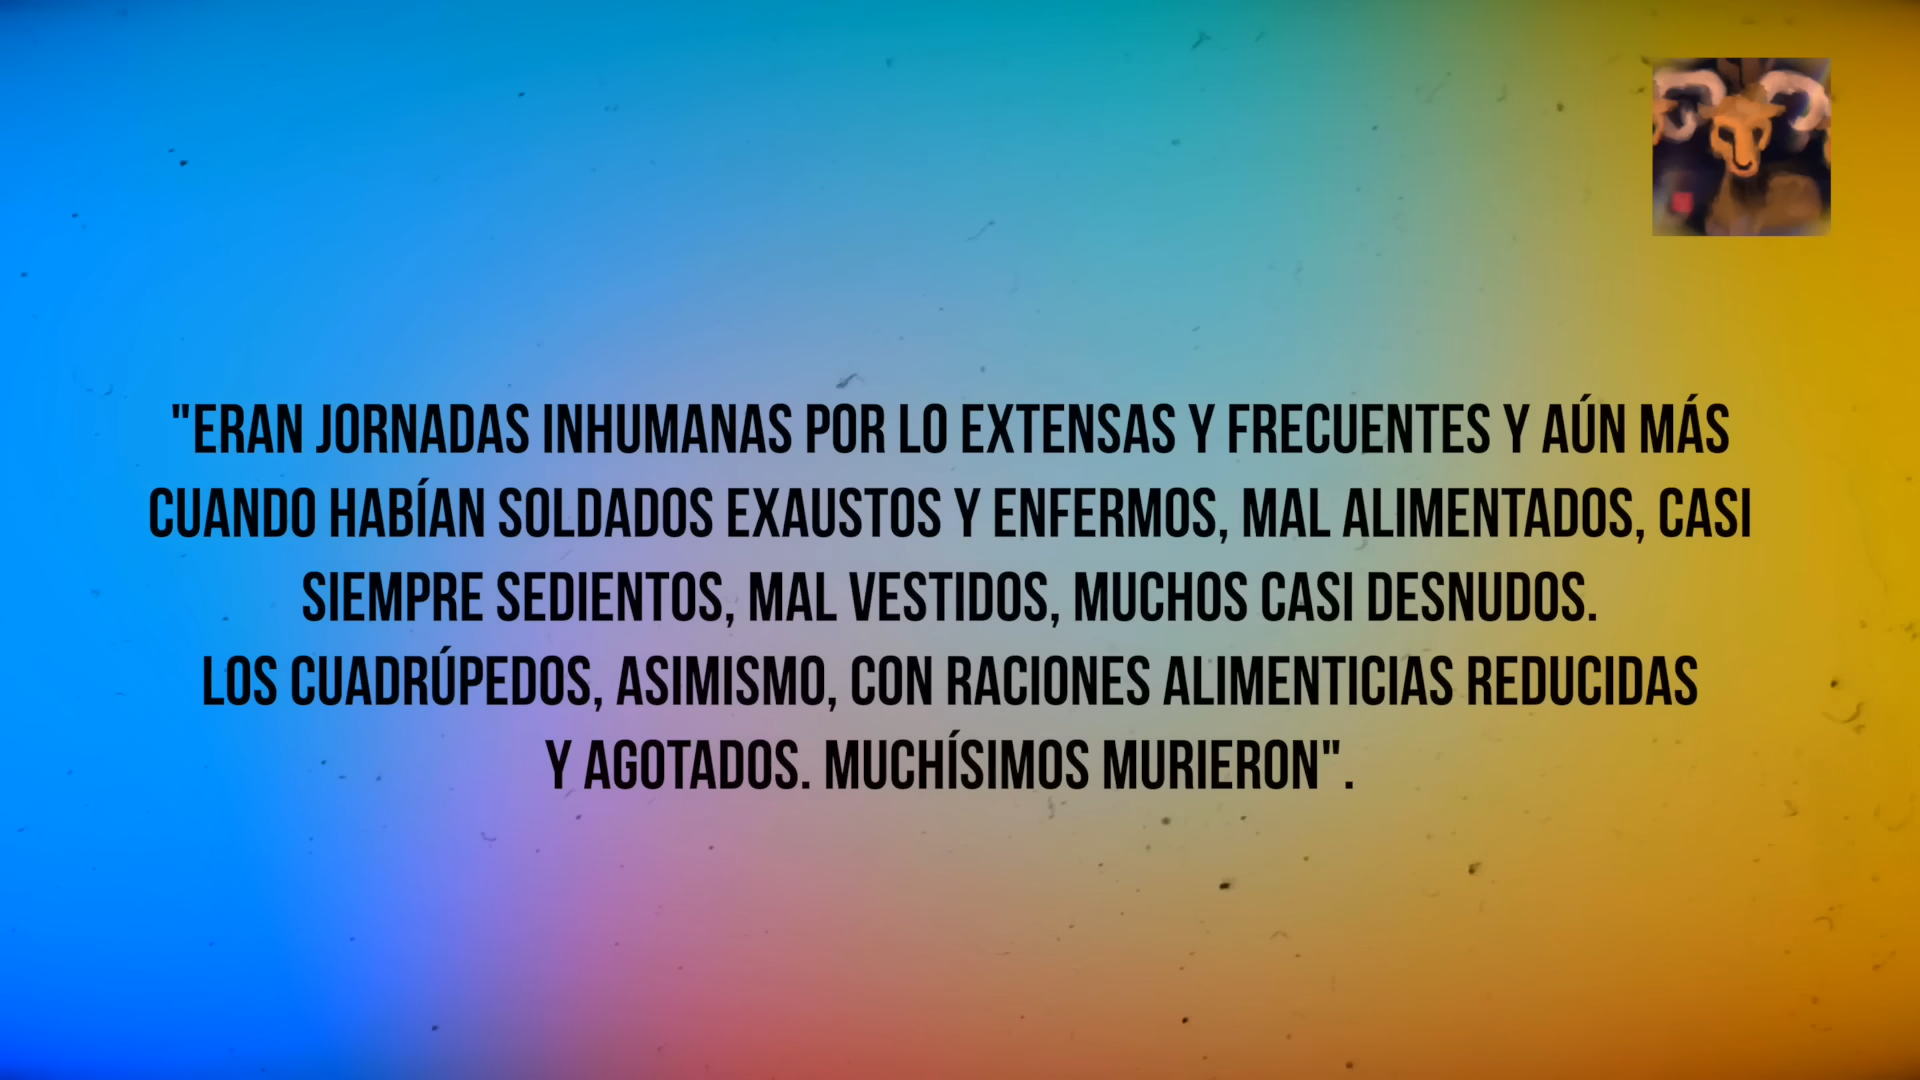 "ERAN JORNADAS INHUMANAS POR LO EXTENSAS Y FRECUENTES Y AÚN MÁS
CUANDO HABÍAN SOLDADOS EXAUSTOS Y ENFERMOS, MAL ALIMENTADOS, CASI
SIEMPRE SEDIENTOS, MAL VESTIDOS, MUCHOS CASI DESNUDOS.
LOS CUADRÚPEDOS, ASIMISMO, CON RACIONES ALIMENTICIAS REDUCIDAS
Y AGOTADOS. MUCHÍSIMOS MURIERON".